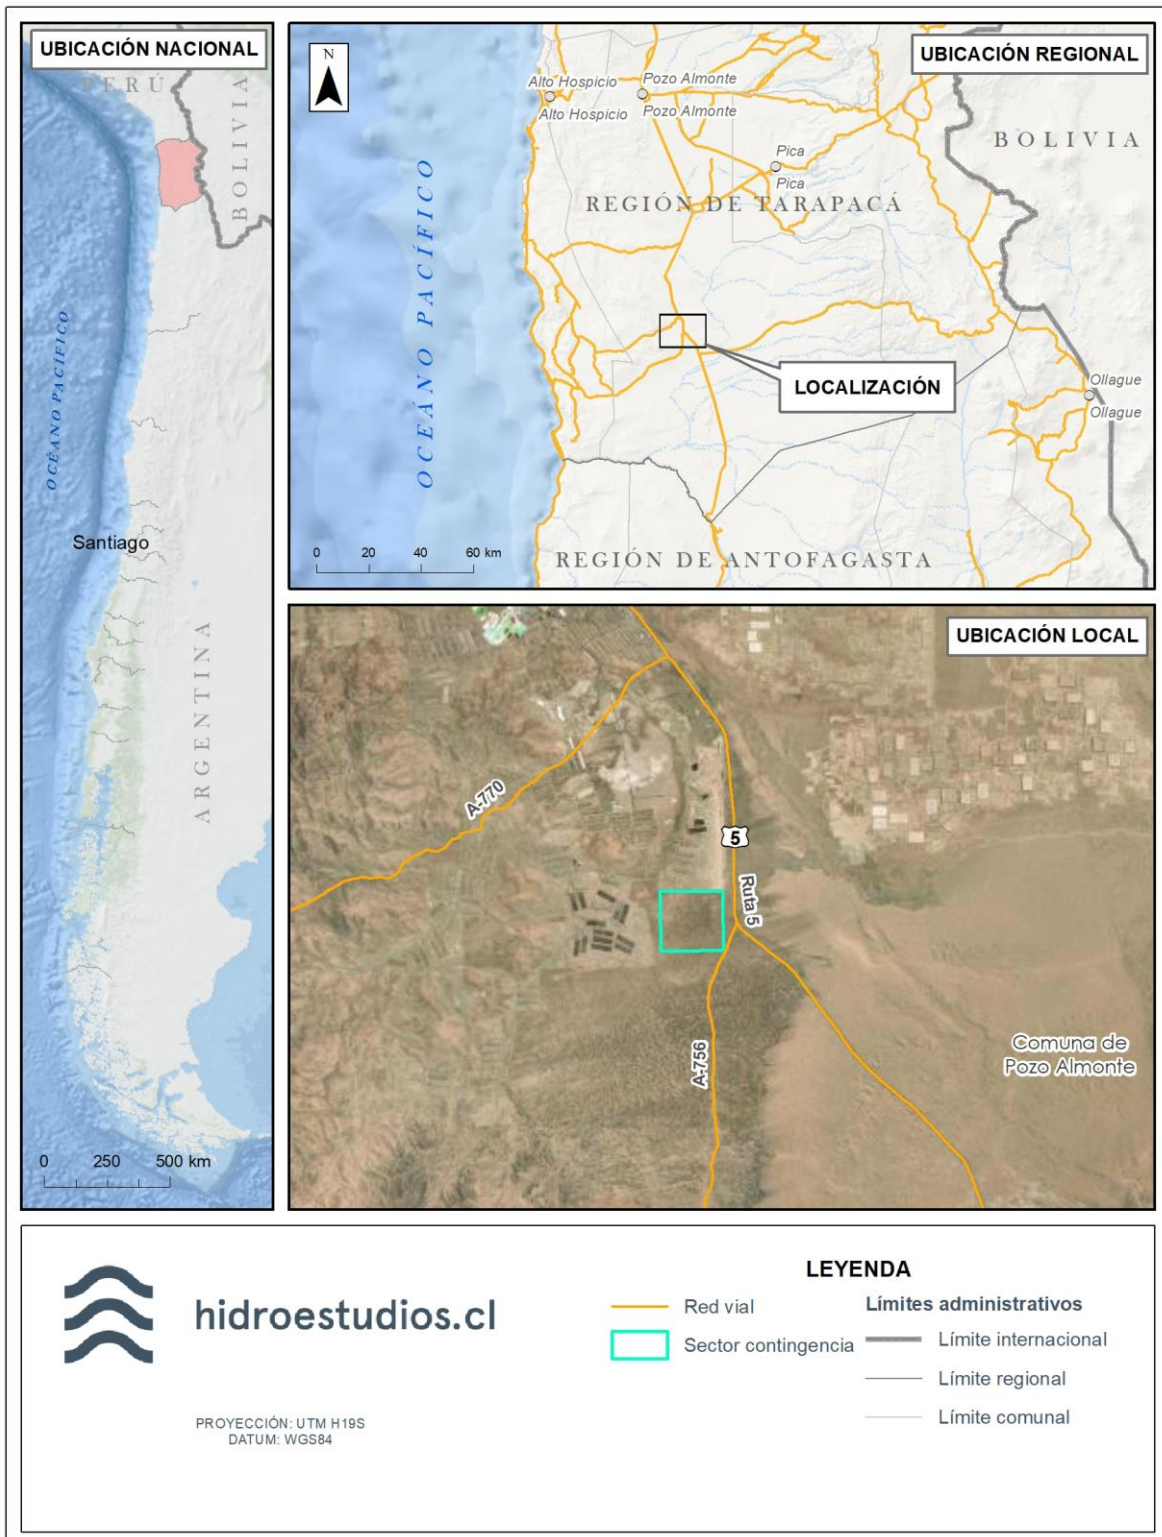 UBICACIÓN NACIONAL
PERÚ
BOLIVIA
OCÉANO PACÍFICO
Santiago
ARGENTINA
0 250 500 km
UBICACIÓN REGIONAL
N
Alto Hospicio
Alto Hospicio
Pozo Almonte
Pozo Almonte
BOLIVIA
Pica
Pica
REGIÓN DE TARAPACÁ
OCEÁNO PACÍFICO
LOCALIZACIÓN
Ollague
Ollague
0 20 40 60 km
REGIÓN DE ANTOFAGASTA
UBICACIÓN LOCAL
A-770
5
Ruta 5
A-756
Comuna de
Pozo Almonte
hidroestudios.cl
PROYECCIÓN: UTM H19S
DATUM: WGS84
LEYENDA
Red vial
Sector contingencia
Límites administrativos
Límite internacional
Límite regional
Límite comunal